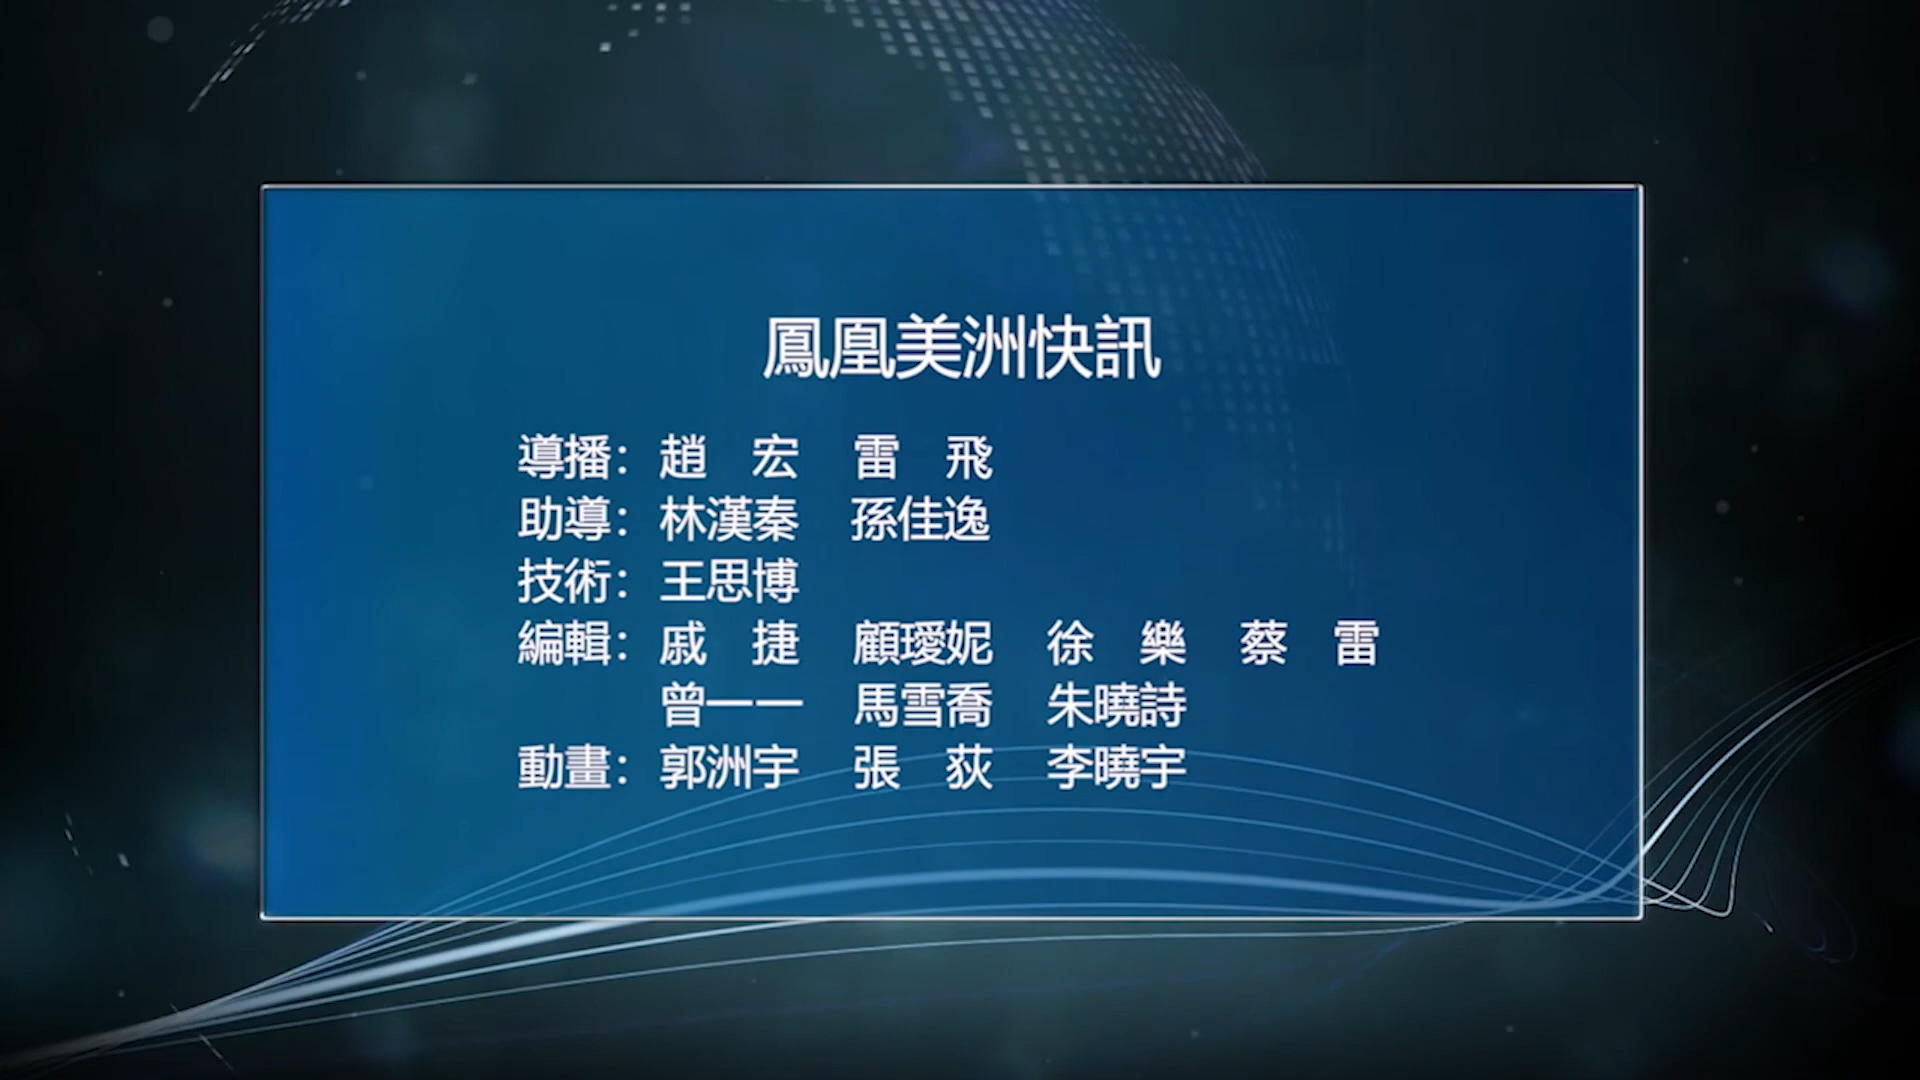 鳳凰美洲快訊
導播：趙　宏　雷　飛
助導：林漢秦　孫佳逸
技術：王思博
編輯：戚　捷　顧璦妮　徐　樂　蔡　雷
曾一一　馬雪喬　朱曉詩
動畫：郭洲宇　張　荻　李曉宇